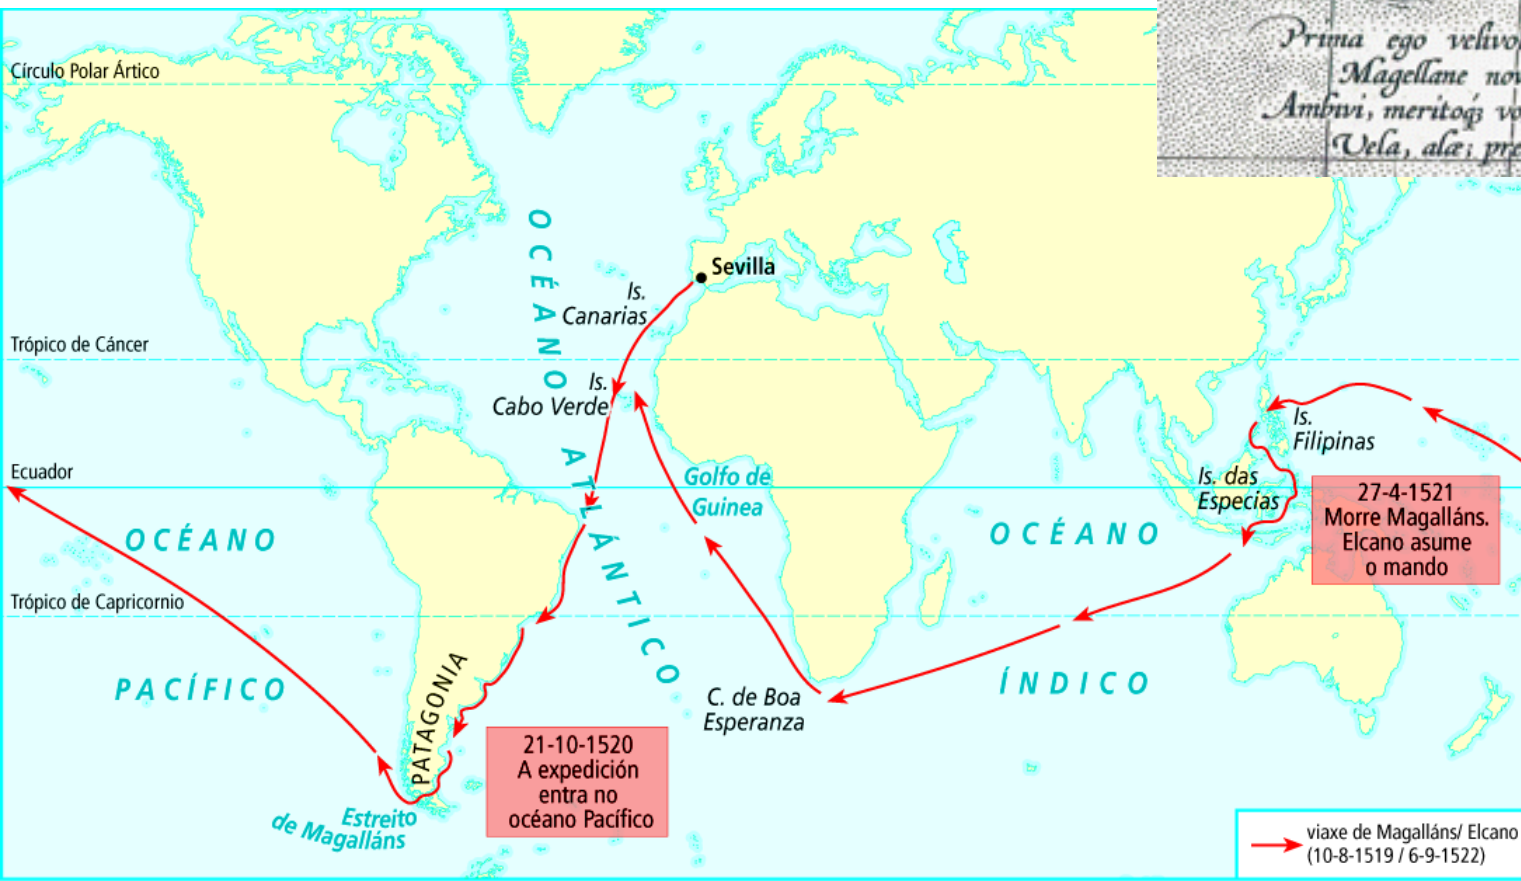 Prima ego velivo
Magellane nov
Ambivi, meritoq́ꝫ vo
Vela, alæ; pre
Círculo Polar Ártico
OCÉANO ATLÁNTICO
Sevilla
Is.
Canarias
Trópico de Cáncer
Is.
Cabo Verde
Is.
Filipinas
Ecuador
Golfo de
Guinea
Is. das
Especias
27-4-1521
Morre Magalláns.
Elcano asume
o mando
OCÉANO
PACÍFICO
OCÉANO
ÍNDICO
Trópico de Capricornio
PATAGONIA
C. de Boa
Esperanza
21-10-1520
A expedición
entra no
océano Pacífico
Estreito
de Magalláns
viaxe de Magalláns/ Elcano
(10-8-1519 / 6-9-1522)